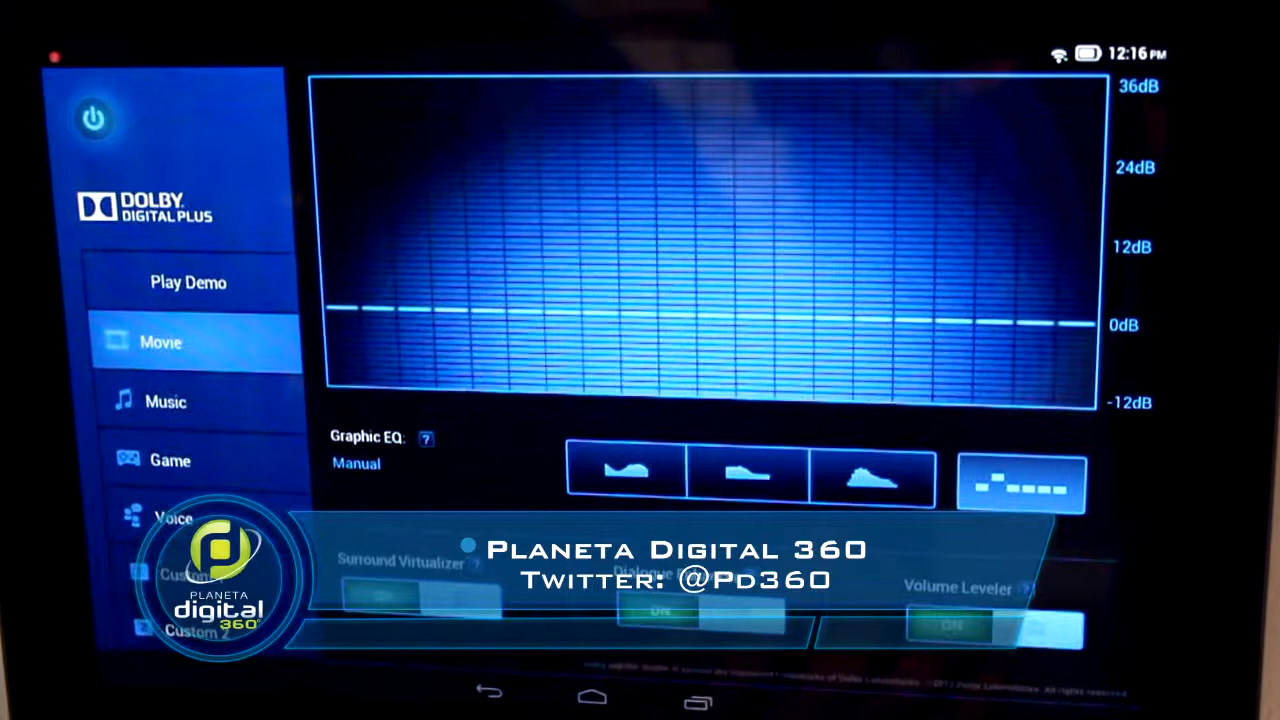 12:16 PM
36dB
24dB
12dB
0dB
-12dB
DOLBY
DIGITAL PLUS
Play Demo
Movie
Music
Game
Voice
Custom
Custom 2
Graphic EQ: ?
Manual
Surround Virtualizer ?
Volume Leveler ?
ON
ON
PLANETA DIGITAL 360
TWITTER: @PD360
PLANETA
digital
360°